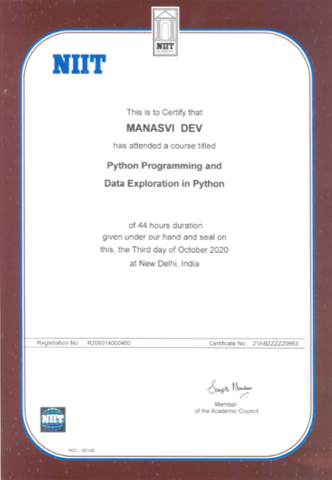 NIIT
NIIT
This is to Certify that
MANASVI DEV
has attended a course titled
Python Programming and
Data Exploration in Python
of 44 hours duration
given under our hand and seal on
this, the Third day of October 2020
at New Delhi, India
Registration No.: R200014000460 Certificate No.: 21ABZZZZ29863
Member
of the Academic Council
NIIT
R01 - 00140